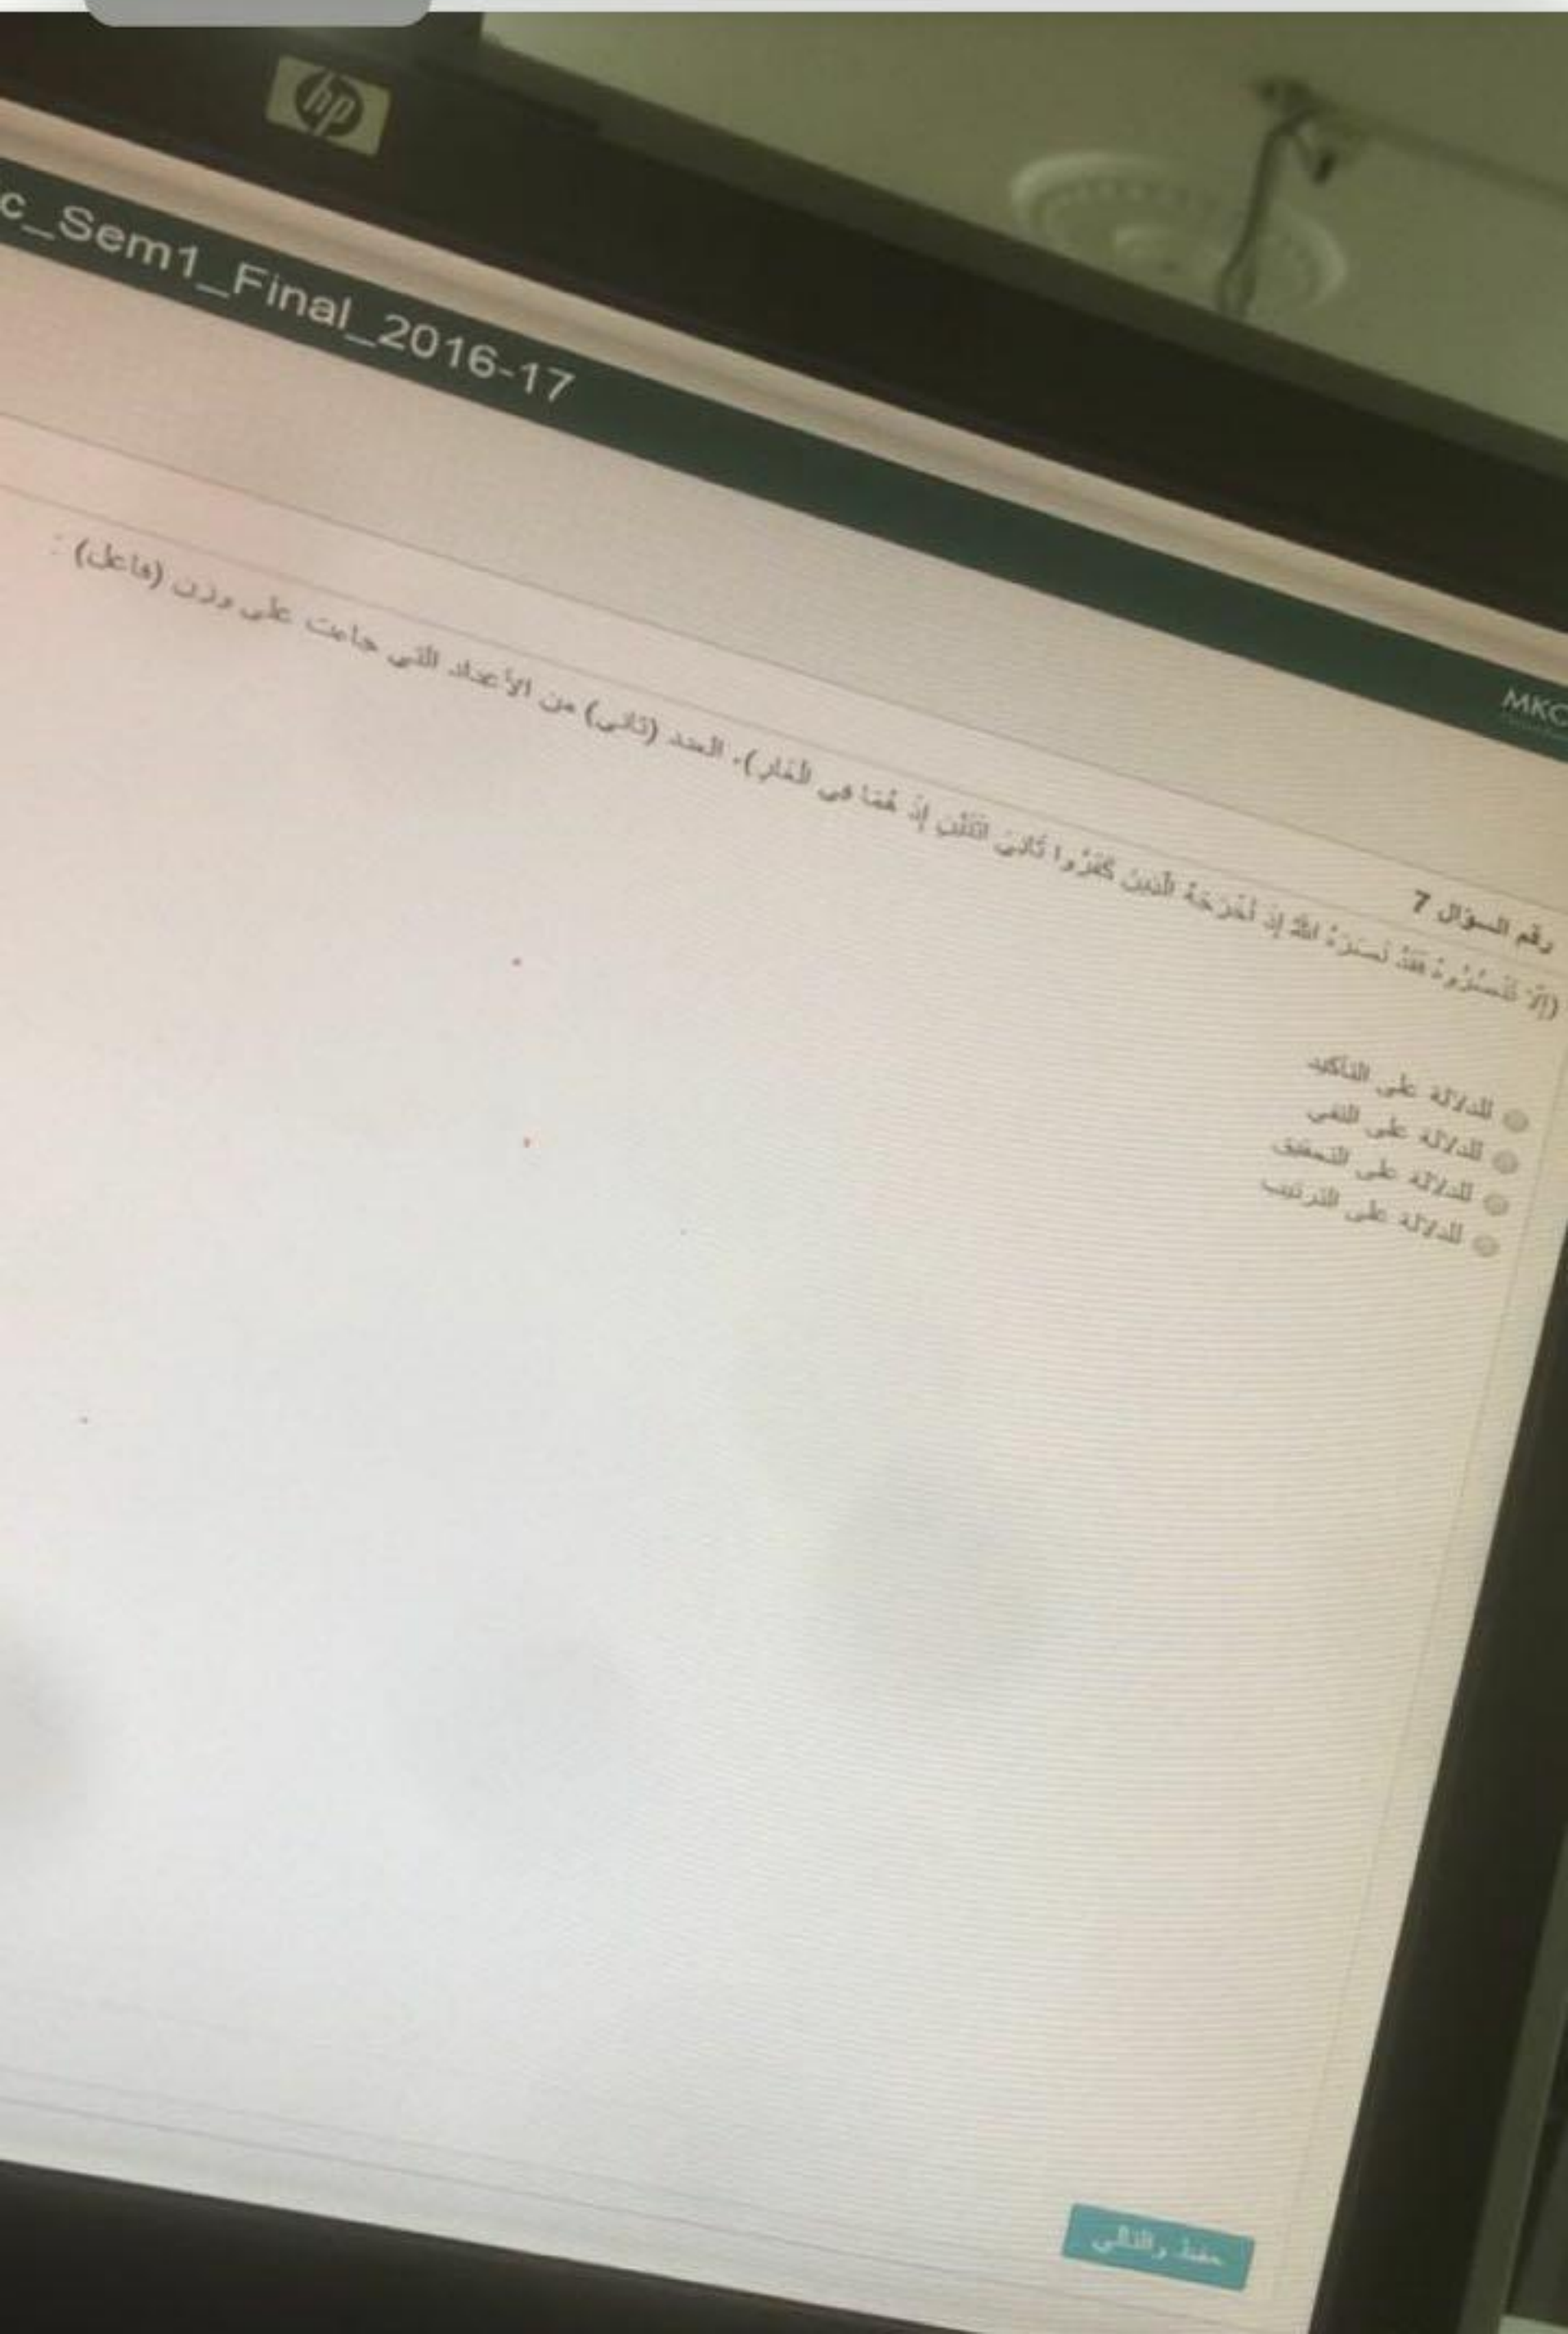 hp
c_Sem1_Final_2016-17
MKC
رقم السؤال 7
(إِلَّا تَنصُرُوهُ فَقَدْ نَصَرَهُ اللَّهُ إِذْ أَخْرَجَهُ الَّذِينَ كَفَرُوا ثَانِيَ اثْنَيْنِ إِذْ هُمَا فِي الْغَارِ). العدد (ثاني) من الأعداد التي جاءت على وزن (فاعل) :
للدلالة على التأكيد
للدلالة على النفي
للدلالة على التحقيق
للدلالة على الترتيب
حفظ والتالي